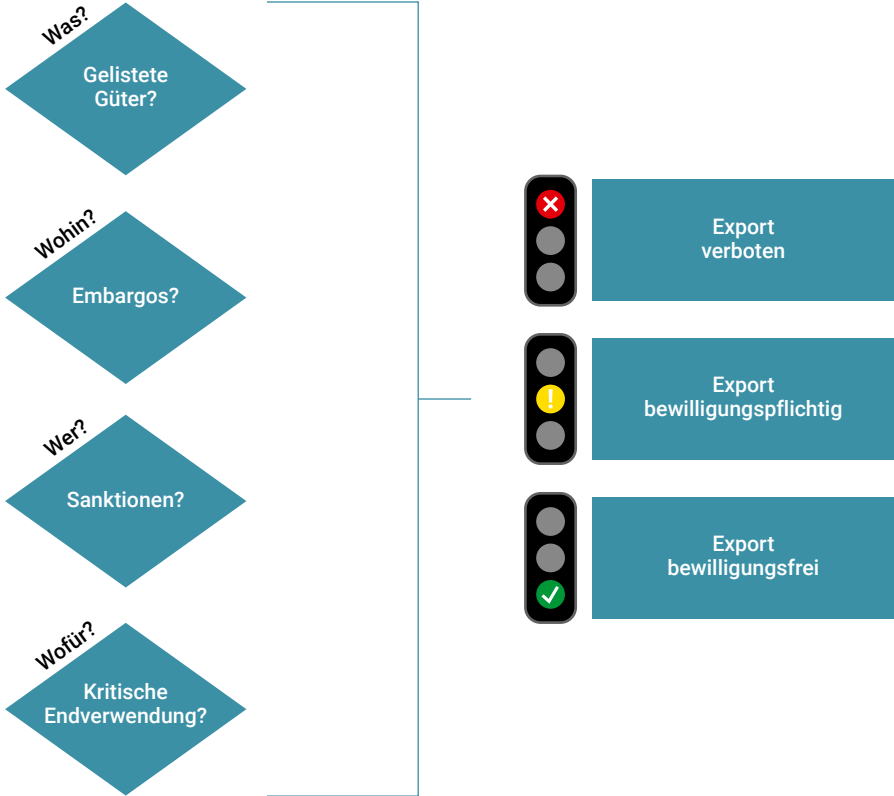 Was?
Gelistete
Güter?
Wohin?
Embargos?
Wer?
Sanktionen?
Wofür?
Kritische
Endverwendung?
Export
verboten
!
Export
bewilligungspflichtig
Export
bewilligungsfrei